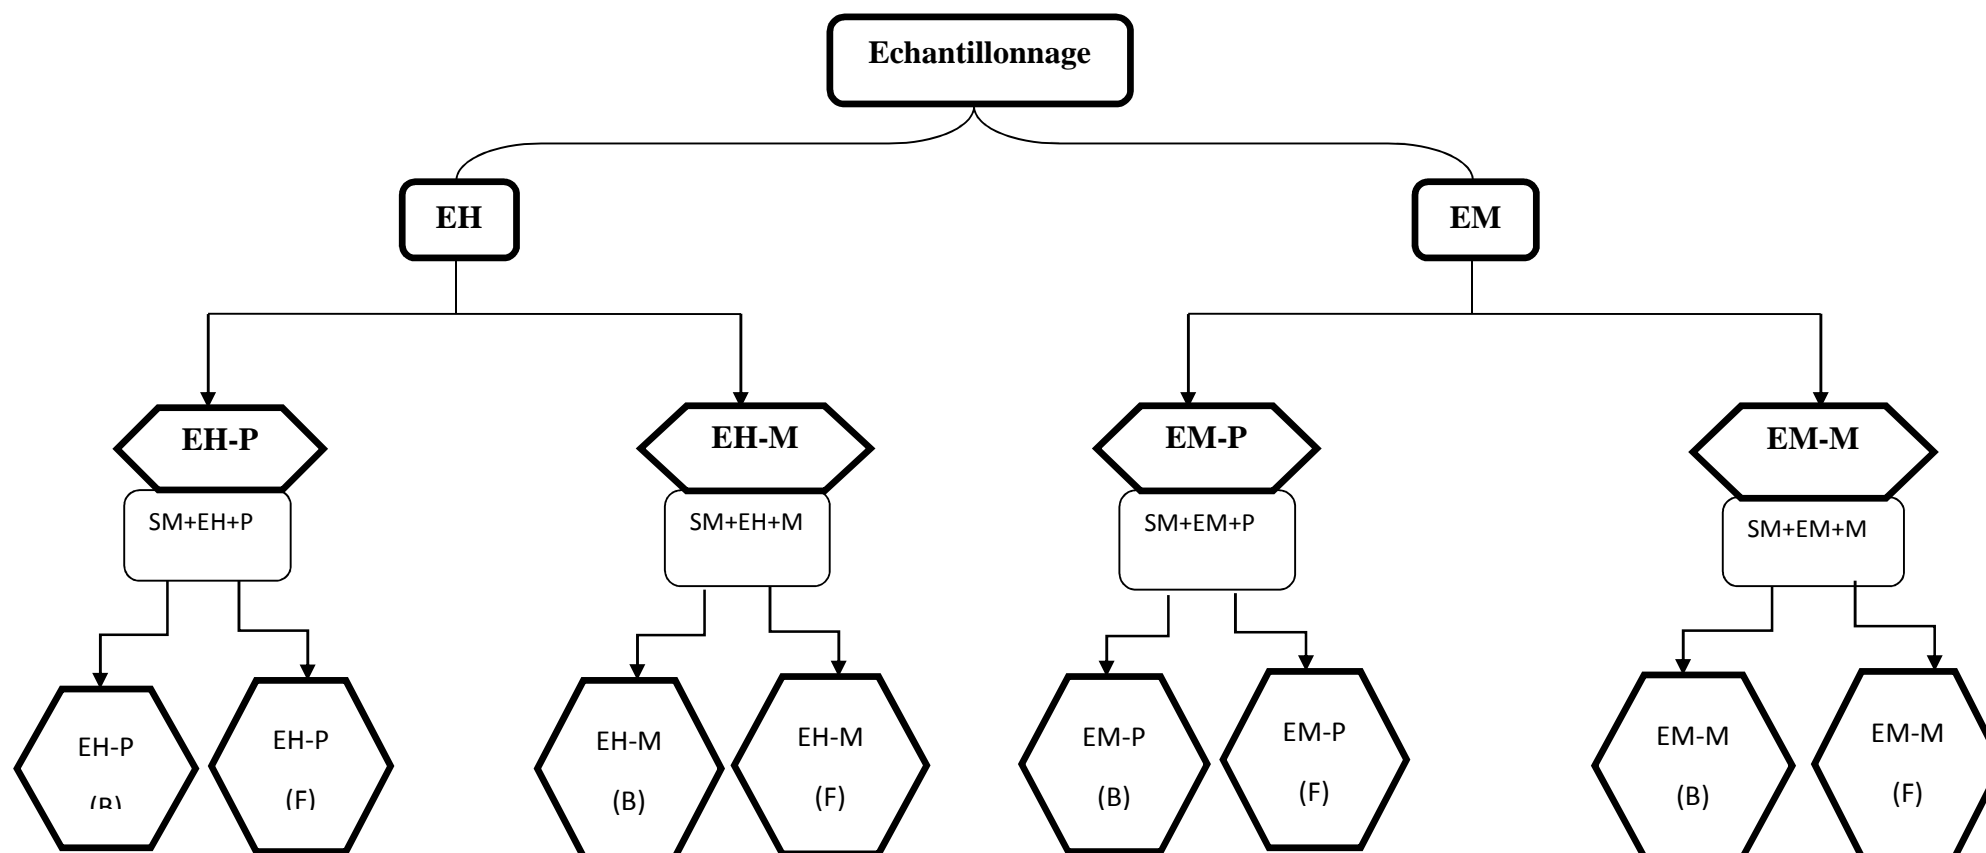 Echantillonnage
EH
EM
EH-P
EH-M
EM-P
EM-M
SM+EH+P
SM+EH+M
SM+EM+P
SM+EM+M
EH-P
(B)
EH-P
(F)
EH-M
(B)
EH-M
(F)
EM-P
(B)
EM-P
(F)
EM-M
(B)
EM-M
(F)